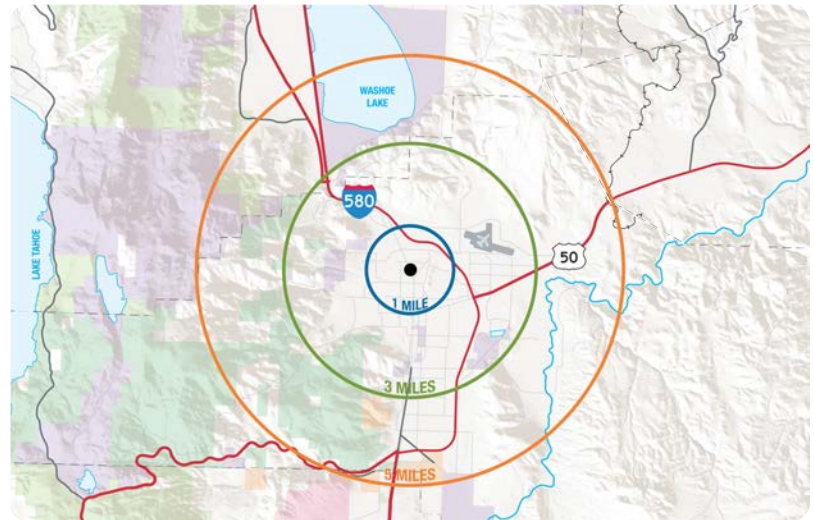 WASHOE
LAKE
580
50
LAKE TAHOE
1 MILE
3 MILES
5 MILES